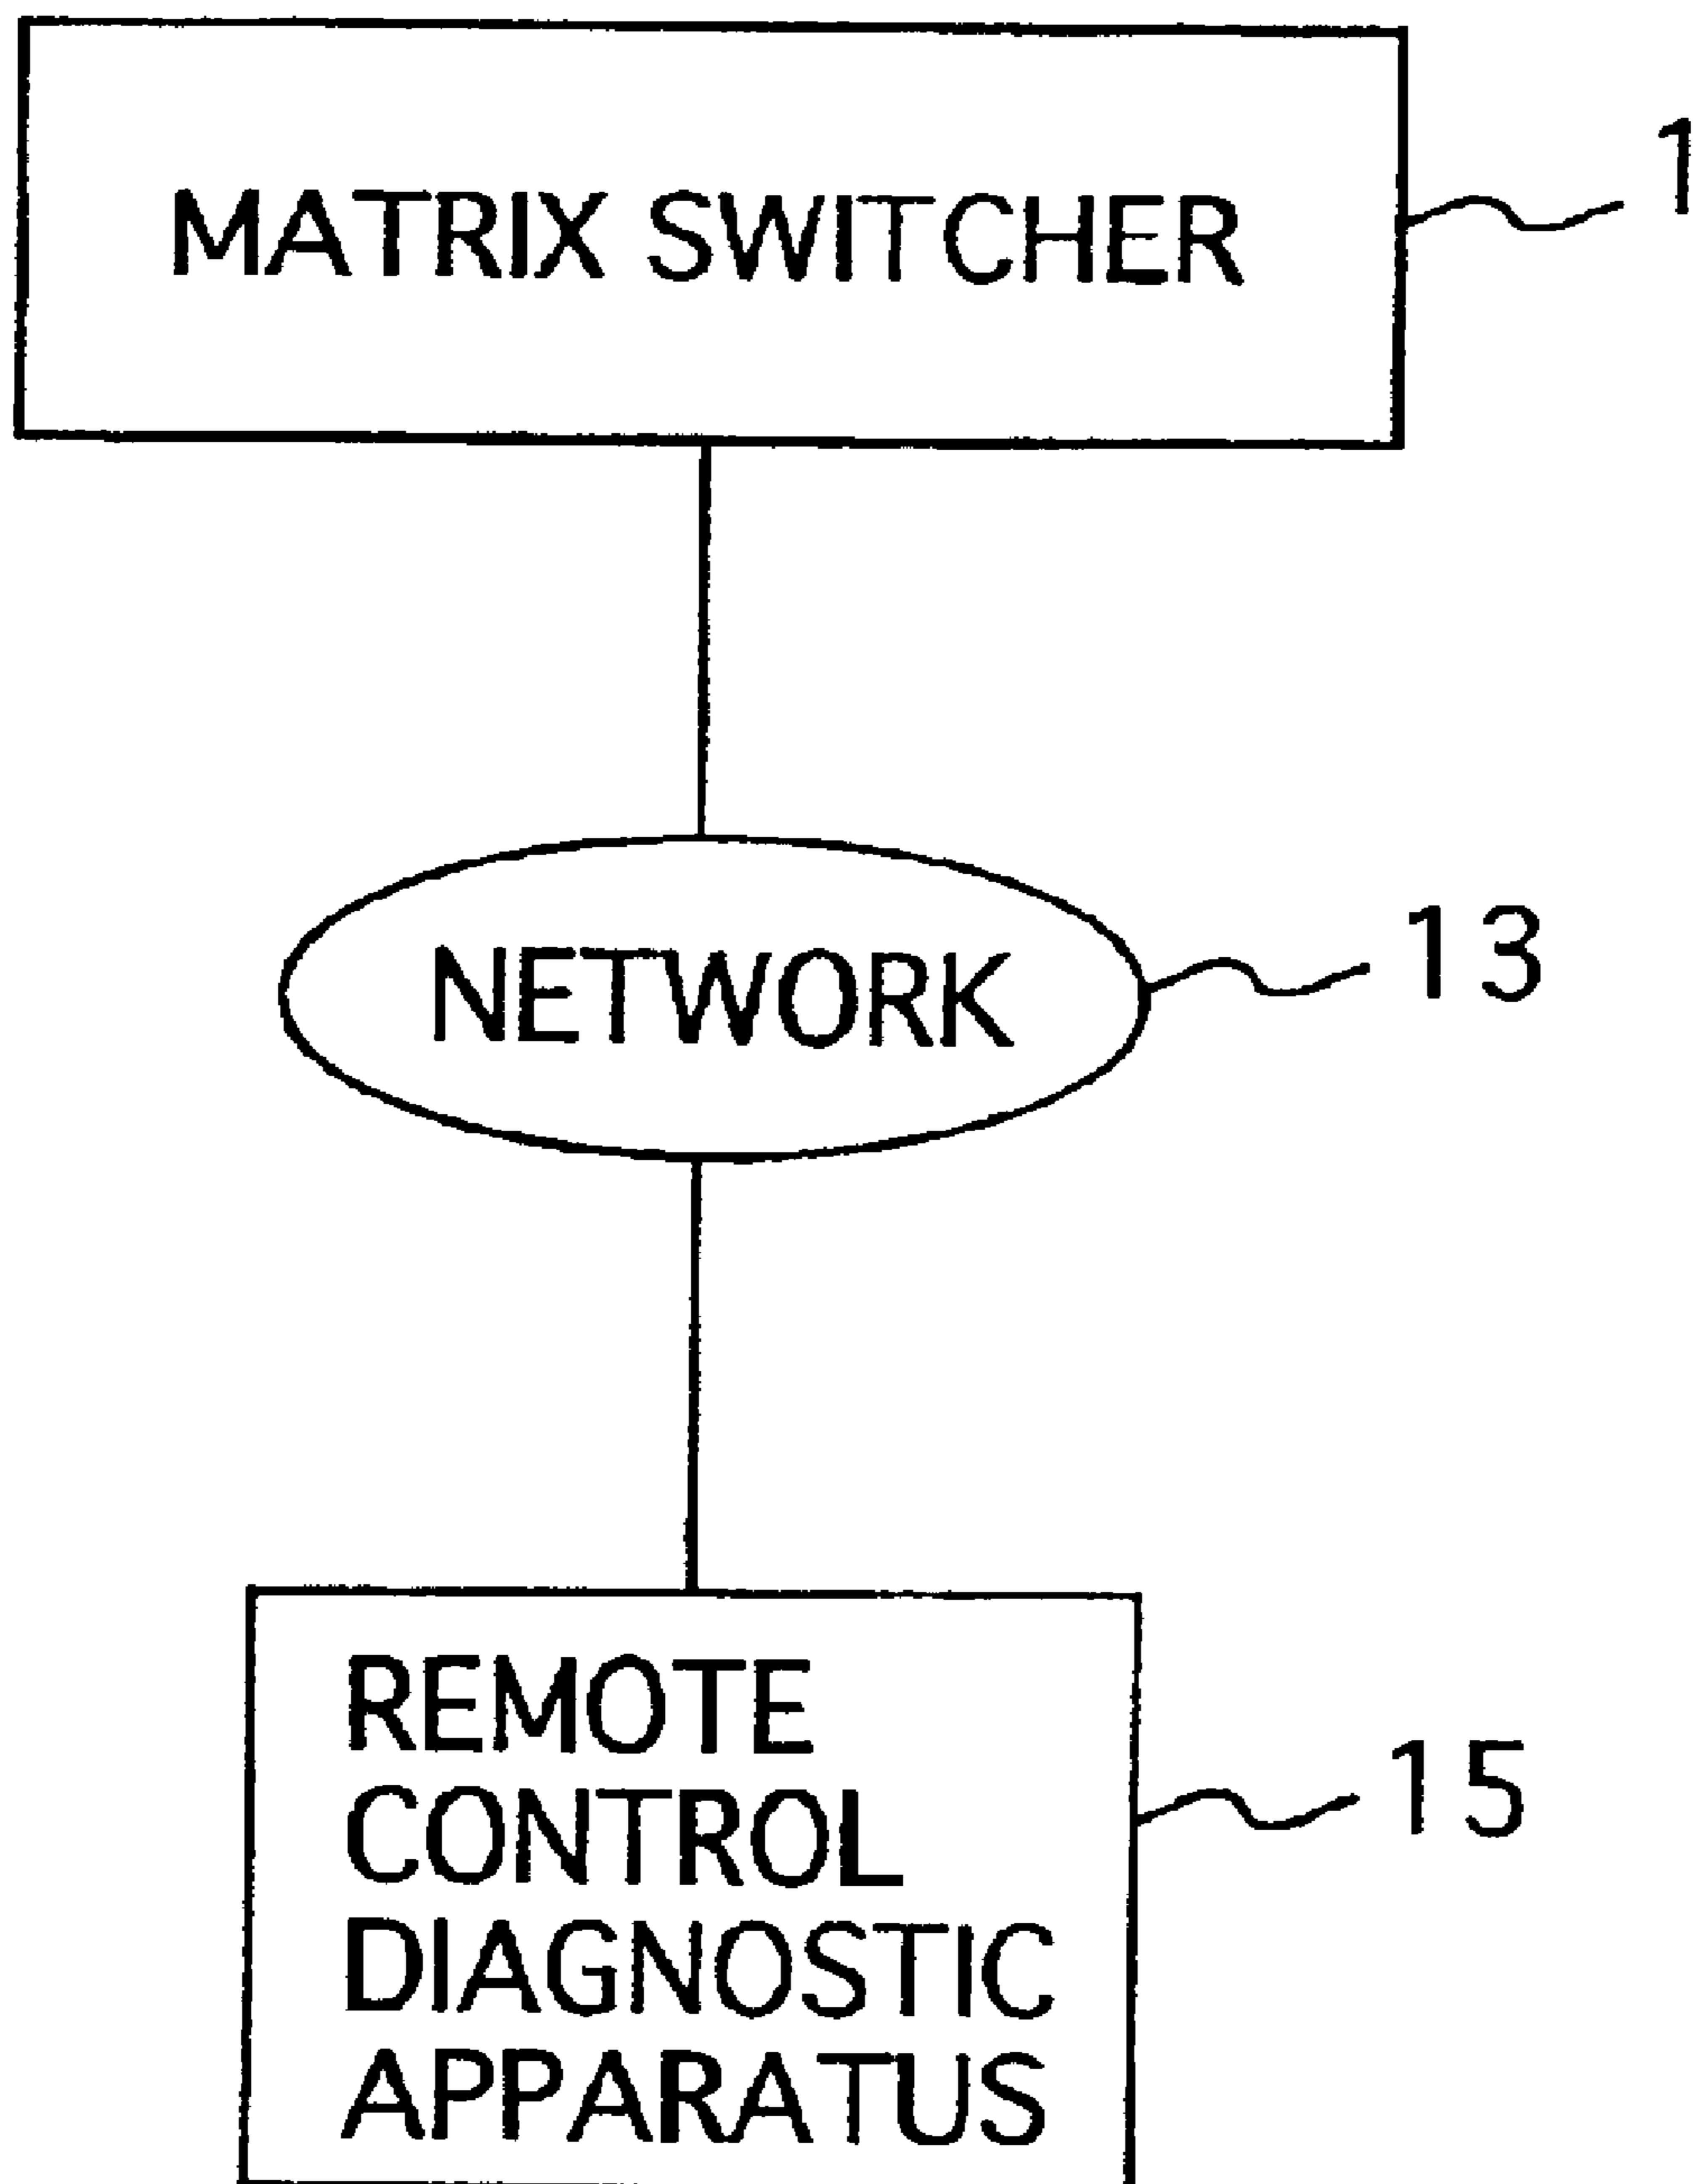 MATRIX SWITCHER
1
NETWORK
13
REMOTE
CONTROL
DIAGNOSTIC
APPARATUS
15